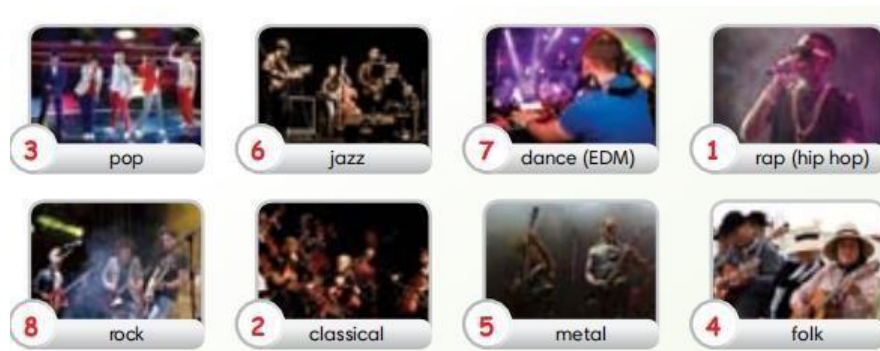 3 pop
6 jazz
7 dance (EDM)
1 rap (hip hop)
8 rock
2 classical
5 metal
4 folk